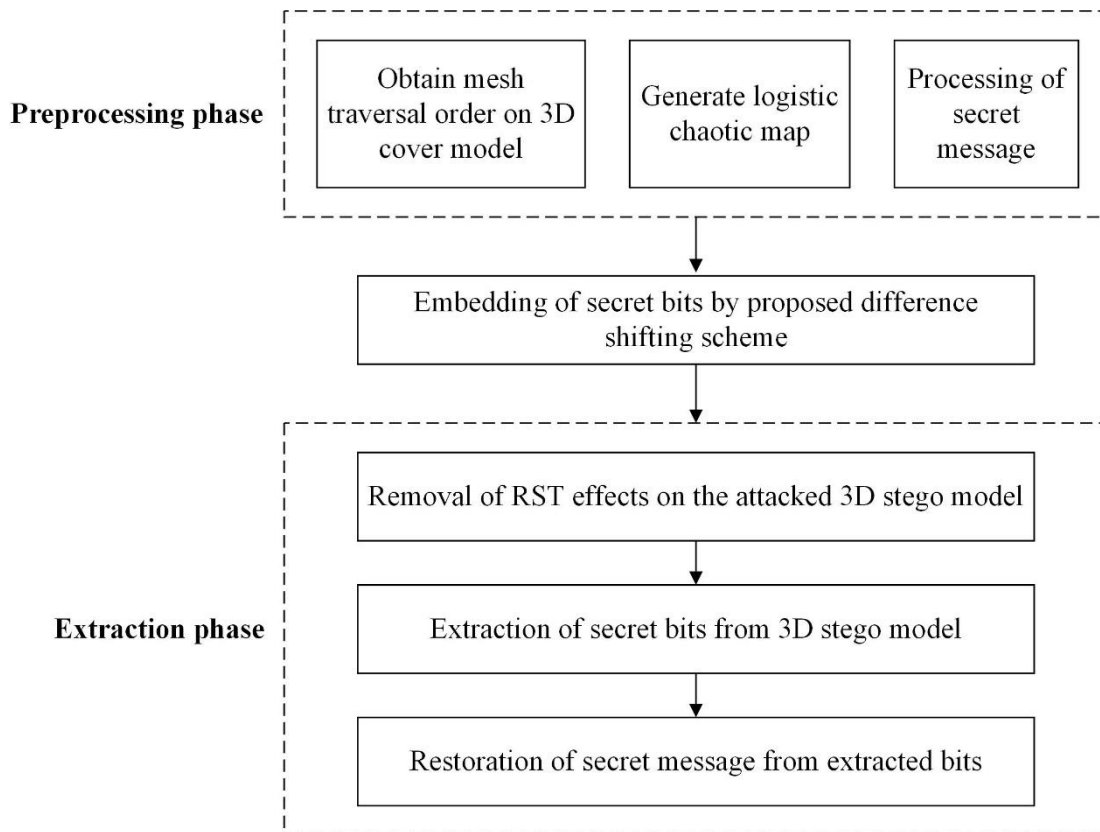 Preprocessing phase
Obtain mesh
traversal order on 3D
cover model
Generate logistic
chaotic map
Processing of
secret
message
Embedding of secret bits by proposed difference
shifting scheme
Extraction phase
Removal of RST effects on the attacked 3D stego model
Extraction of secret bits from 3D stego model
Restoration of secret message from extracted bits